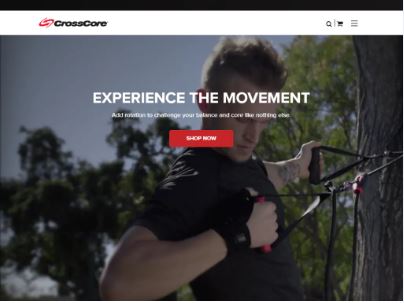 CrossCore
EXPERIENCE THE MOVEMENT
Add rotation to challenge your balance and core like nothing else.
SHOP NOW